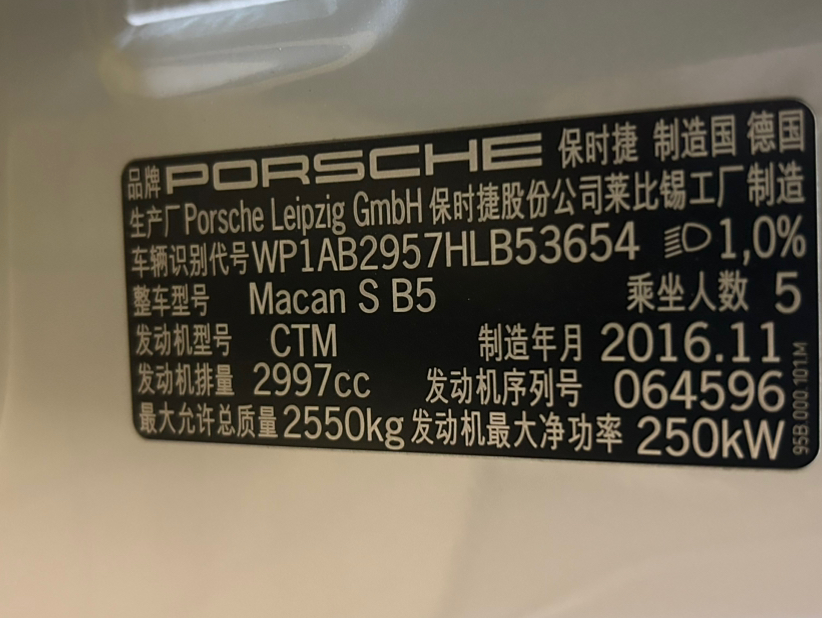 品牌 PORSCHE 保时捷 制造国 德国
生产厂 Porsche Leipzig GmbH 保时捷股份公司莱比锡工厂制造
车辆识别代号 WP1AB2957HLB53654 1,0%
整车型号 Macan S B5 乘坐人数 5
发动机型号 CTM 制造年月 2016.11
发动机排量 2997cc 发动机序列号 064596
最大允许总质量 2550kg 发动机最大净功率 250kW
95B.000.101.M